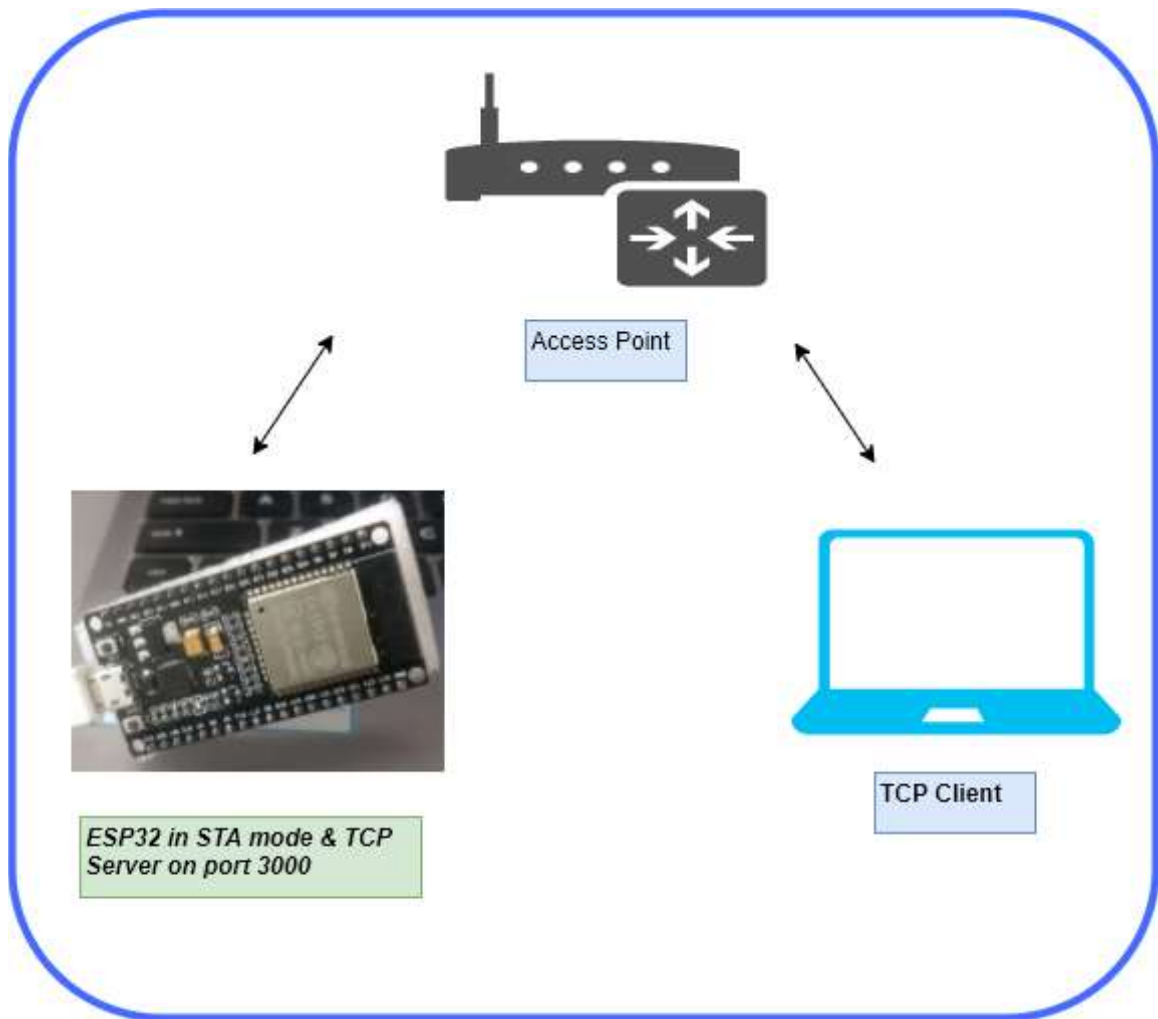 Access Point
TCP Client
ESP32 in STA mode & TCP
Server on port 3000